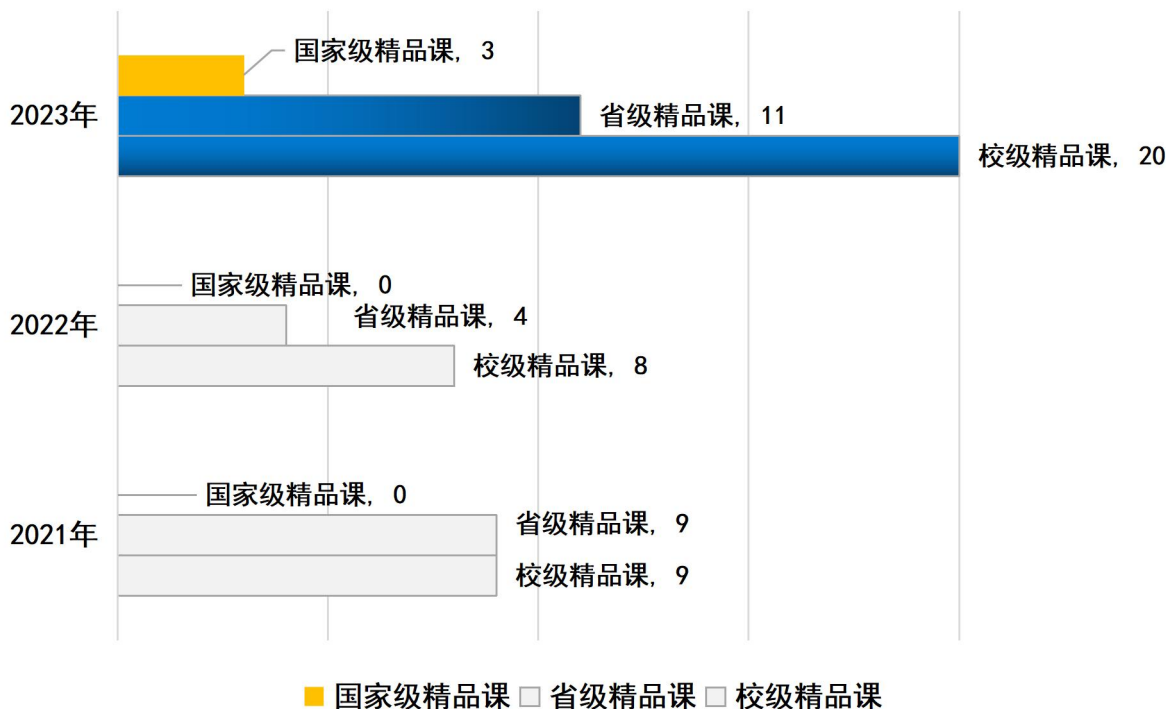 国家级精品课, 3
2023年
省级精品课, 11
校级精品课, 20
国家级精品课, 0
2022年
省级精品课, 4
校级精品课, 8
国家级精品课, 0
2021年
省级精品课, 9
校级精品课, 9
国家级精品课 省级精品课 校级精品课